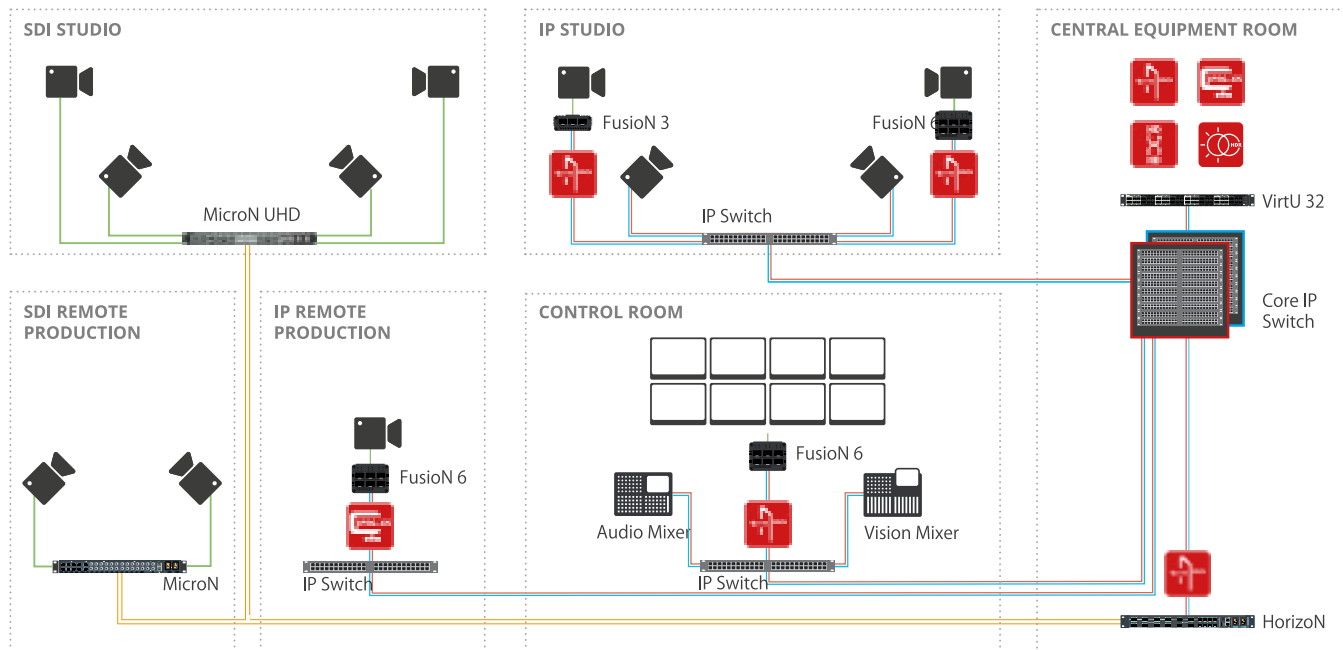 SDI STUDIO
MicroN UHD
IP STUDIO
FusioN 3
FusioN 6
IP Switch
CENTRAL EQUIPMENT ROOM
HDR
VirtU 32
Core IP
Switch
HorizoN
SDI REMOTE
PRODUCTION
MicroN
IP REMOTE
PRODUCTION
FusioN 6
IP Switch
CONTROL ROOM
FusioN 6
Audio Mixer
Vision Mixer
IP Switch